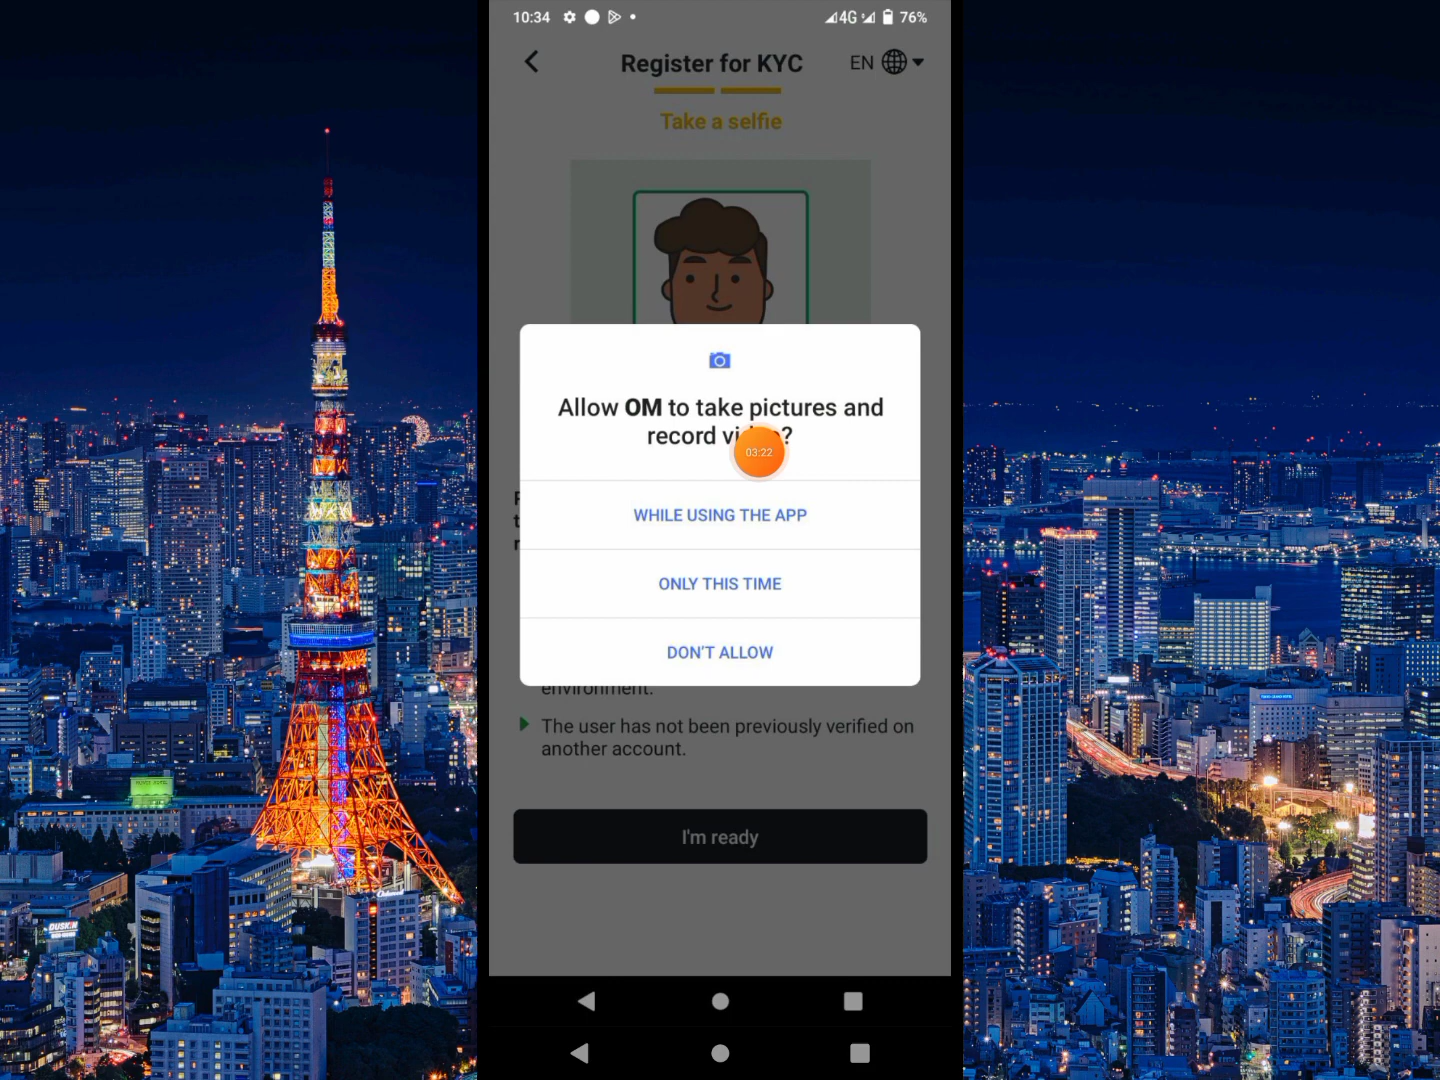 10:34
4G 76%
Register for KYC
EN
Take a selfie
Allow OM to take pictures and
record video?
03:22
WHILE USING THE APP
ONLY THIS TIME
DON'T ALLOW
environment.
The user has not been previously verified on
another account.
I'm ready
DUSKIN